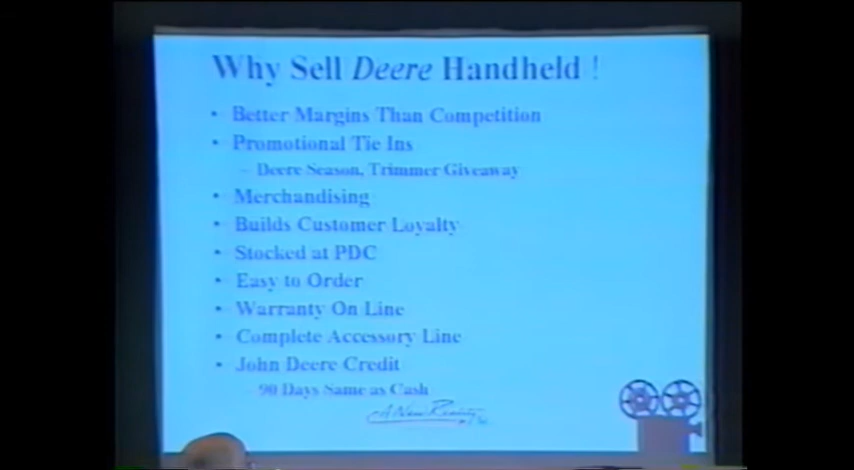 Why Sell Deere Handheld !
• Better Margins Than Competition
• Promotional Tie Ins
– Deere Season, Trimmer Giveaway
• Merchandising
• Builds Customer Loyalty
• Stocked at PDC
• Easy to Order
• Warranty On Line
• Complete Accessory Line
• John Deere Credit
– 90 Days Same as Cash
A New Reality